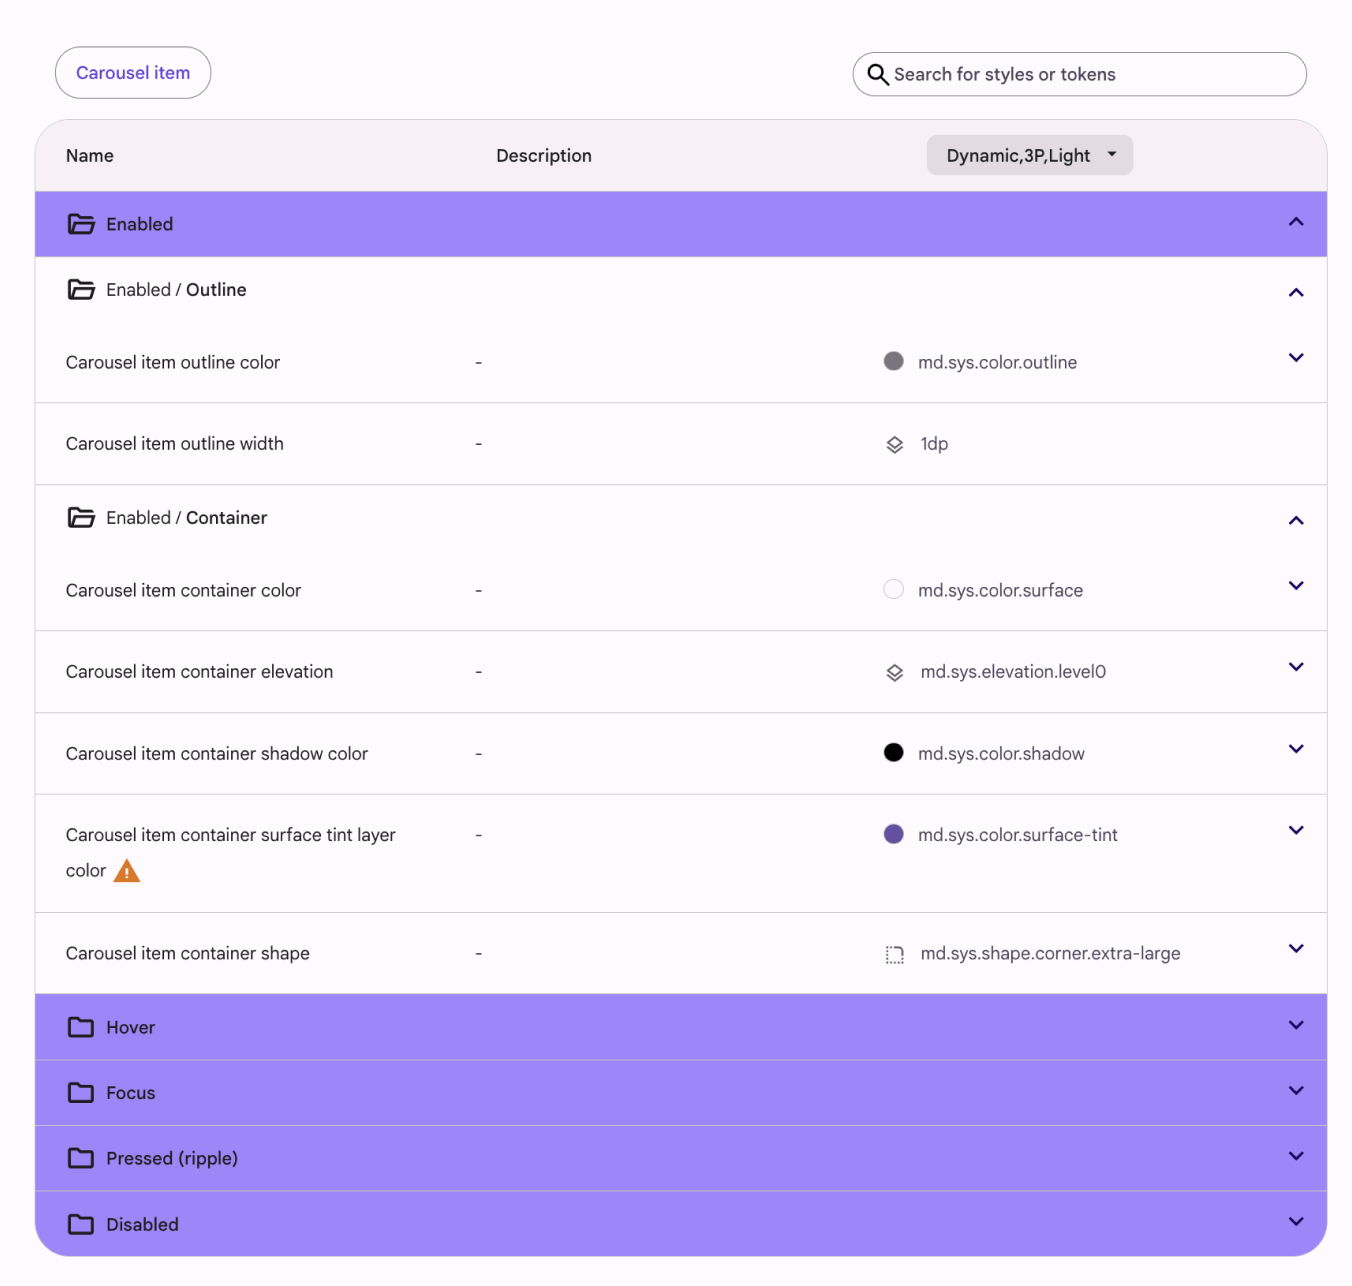 Carousel item
Search for styles or tokens
Name Description Dynamic,3P,Light
Enabled
Enabled / Outline
Carousel item outline color - md.sys.color.outline
Carousel item outline width - 1dp
Enabled / Container
Carousel item container color - md.sys.color.surface
Carousel item container elevation - md.sys.elevation.level0
Carousel item container shadow color - md.sys.color.shadow
Carousel item container surface tint layer - md.sys.color.surface-tint
color
Carousel item container shape - md.sys.shape.corner.extra-large
Hover
Focus
Pressed (ripple)
Disabled